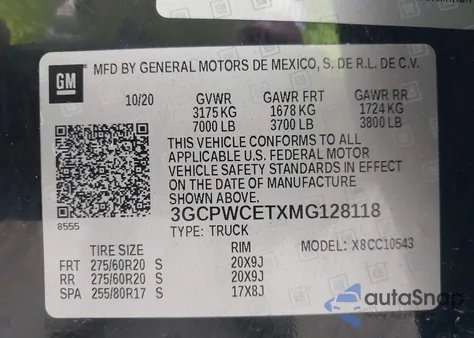 GM
MFD BY GENERAL MOTORS DE MEXICO, S. DE R.L. DE C.V.
10/20 GVWR GAWR FRT GAWR RR
3175 KG 1678 KG 1724 KG
7000 LB 3700 LB 3800 LB
THIS VEHICLE CONFORMS TO ALL
APPLICABLE U.S. FEDERAL MOTOR
VEHICLE SAFETY STANDARDS IN EFFECT
ON THE DATE OF MANUFACTURE
SHOWN ABOVE.
8555 3GCPWCETXMG128118
TYPE: TRUCK MODEL: X8CC10543
TIRE SIZE RIM
FRT 275/60R20 S 20X9J
RR 275/60R20 S 20X9J
SPA 255/80R17 S 17X8J
autoSnap